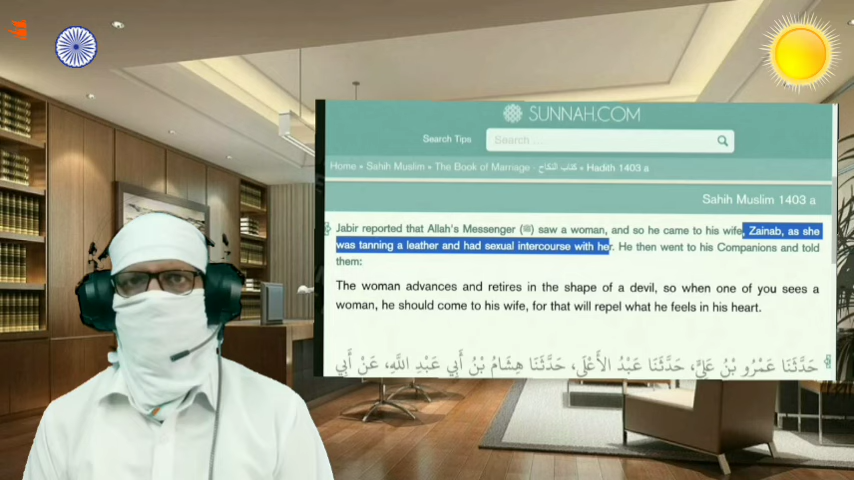 SUNNAH.COM
Search Tips
Search ...
Home » Sahih Muslim » The Book of Marriage - كتاب النكاح » Hadith 1403 a
Sahih Muslim 1403 a
Jabir reported that Allah's Messenger (ﷺ) saw a woman, and so he came to his wife, Zainab, as she
was tanning a leather and had sexual intercourse with her. He then went to his Companions and told
them:
The woman advances and retires in the shape of a devil, so when one of you sees a
woman, he should come to his wife, for that will repel what he feels in his heart.
حَدَّثَنَا عَمْرُو بْنُ عَلِيٍّ، حَدَّثَنَا عَبْدُ الأَعْلَى، حَدَّثَنَا هِشَامُ بْنُ أَبِي عَبْدِ اللَّهِ، عَنْ أَبِي